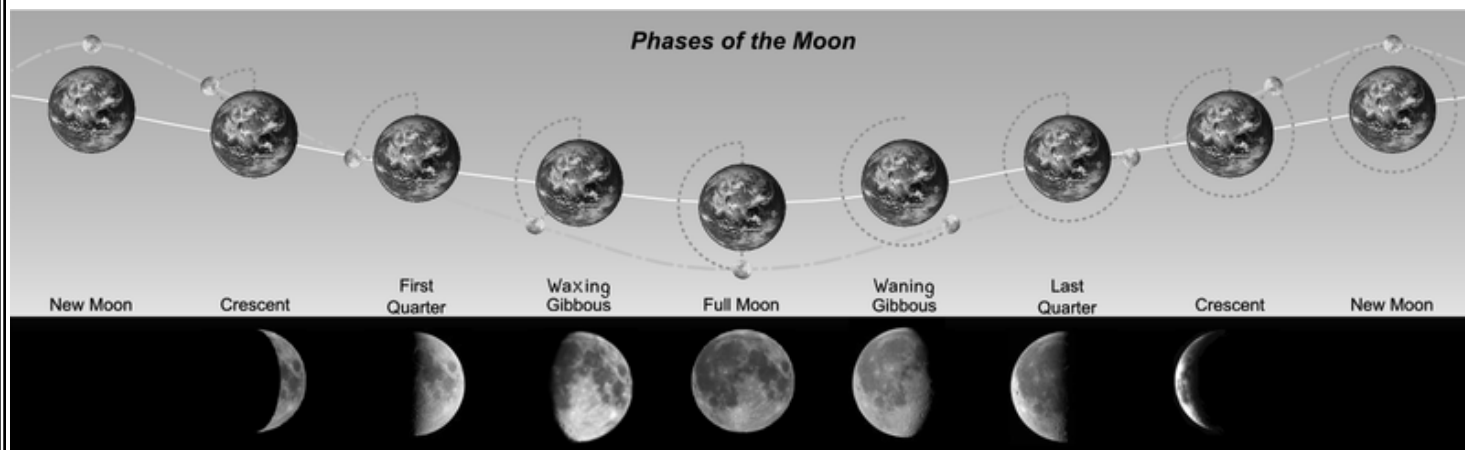 Phases of the Moon
New Moon
Crescent
First
Quarter
Waxing
Gibbous
Full Moon
Waning
Gibbous
Last
Quarter
Crescent
New Moon